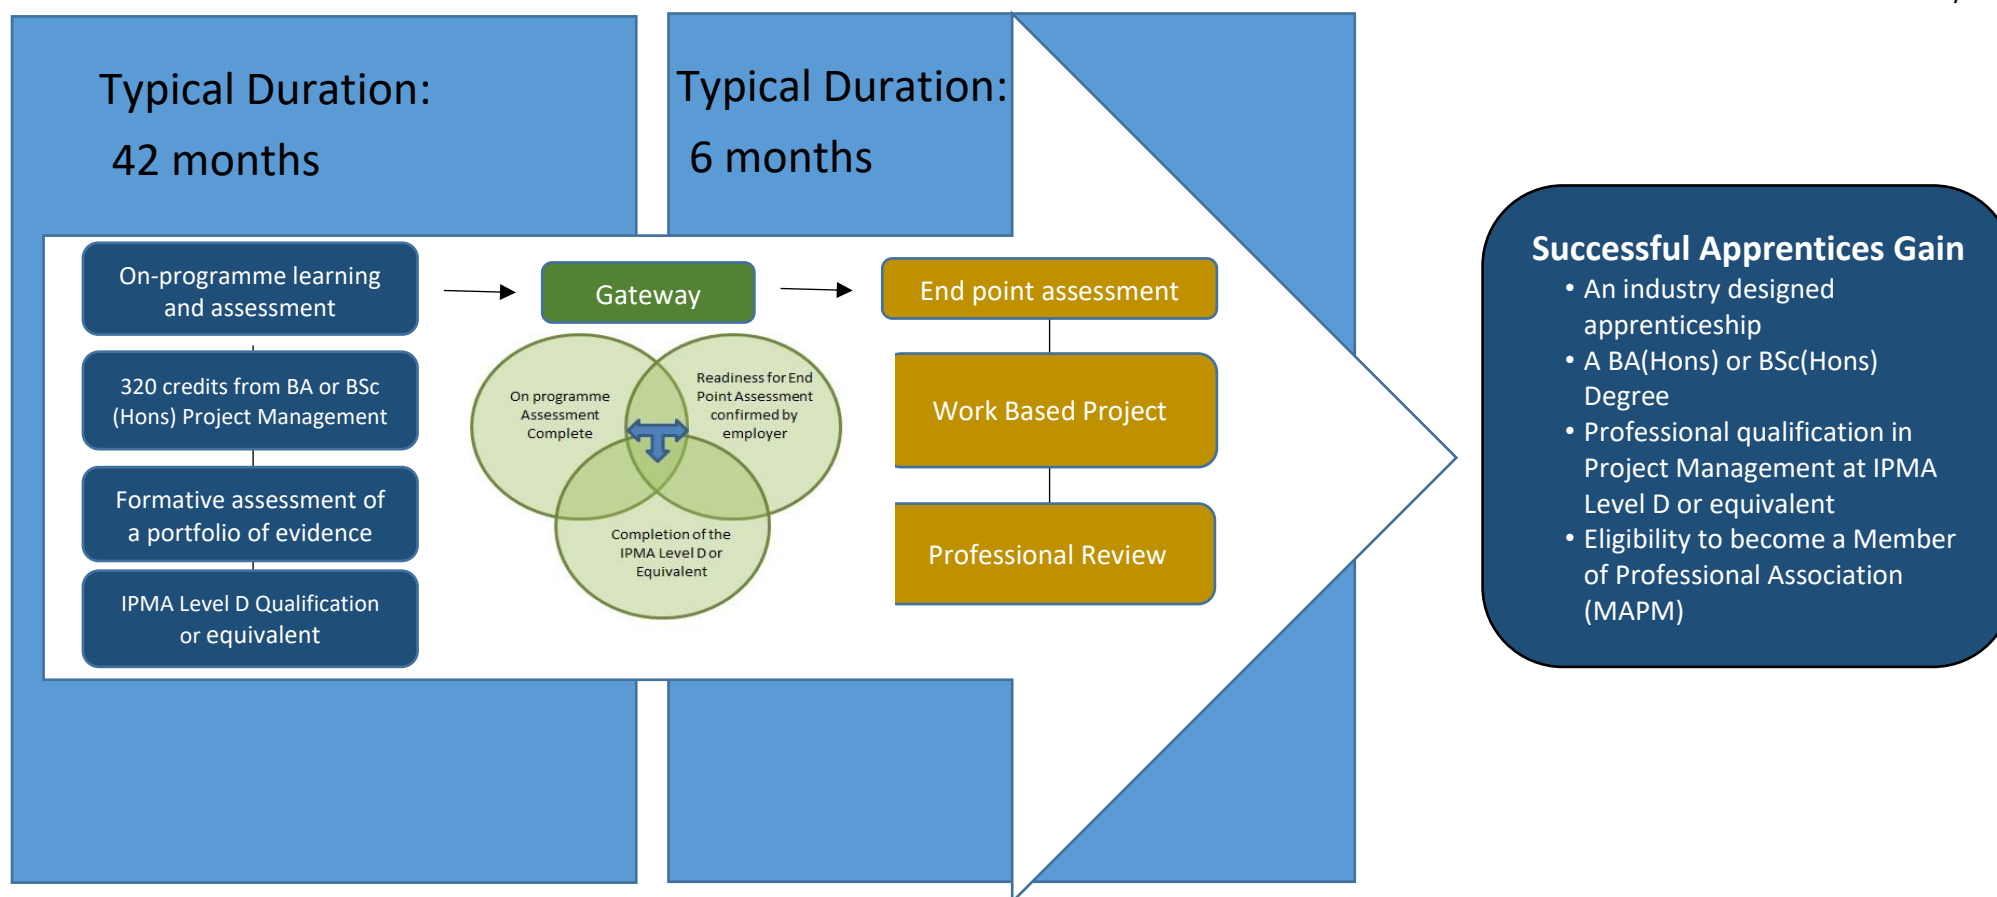 Typical Duration:
42 months
Typical Duration:
6 months
On-programme learning
and assessment
320 credits from BA or BSc
(Hons) Project Management
Formative assessment of
a portfolio of evidence
IPMA Level D Qualification
or equivalent
Gateway
On programme
Assessment
Complete
Readiness for End
Point Assessment
confirmed by
employer
Completion of the
IPMA Level D or
Equivalent
End point assessment
Work Based Project
Professional Review
Successful Apprentices Gain
• An industry designed
apprenticeship
• A BA(Hons) or BSc(Hons)
Degree
• Professional qualification in
Project Management at IPMA
Level D or equivalent
• Eligibility to become a Member
of Professional Association
(MAPM)